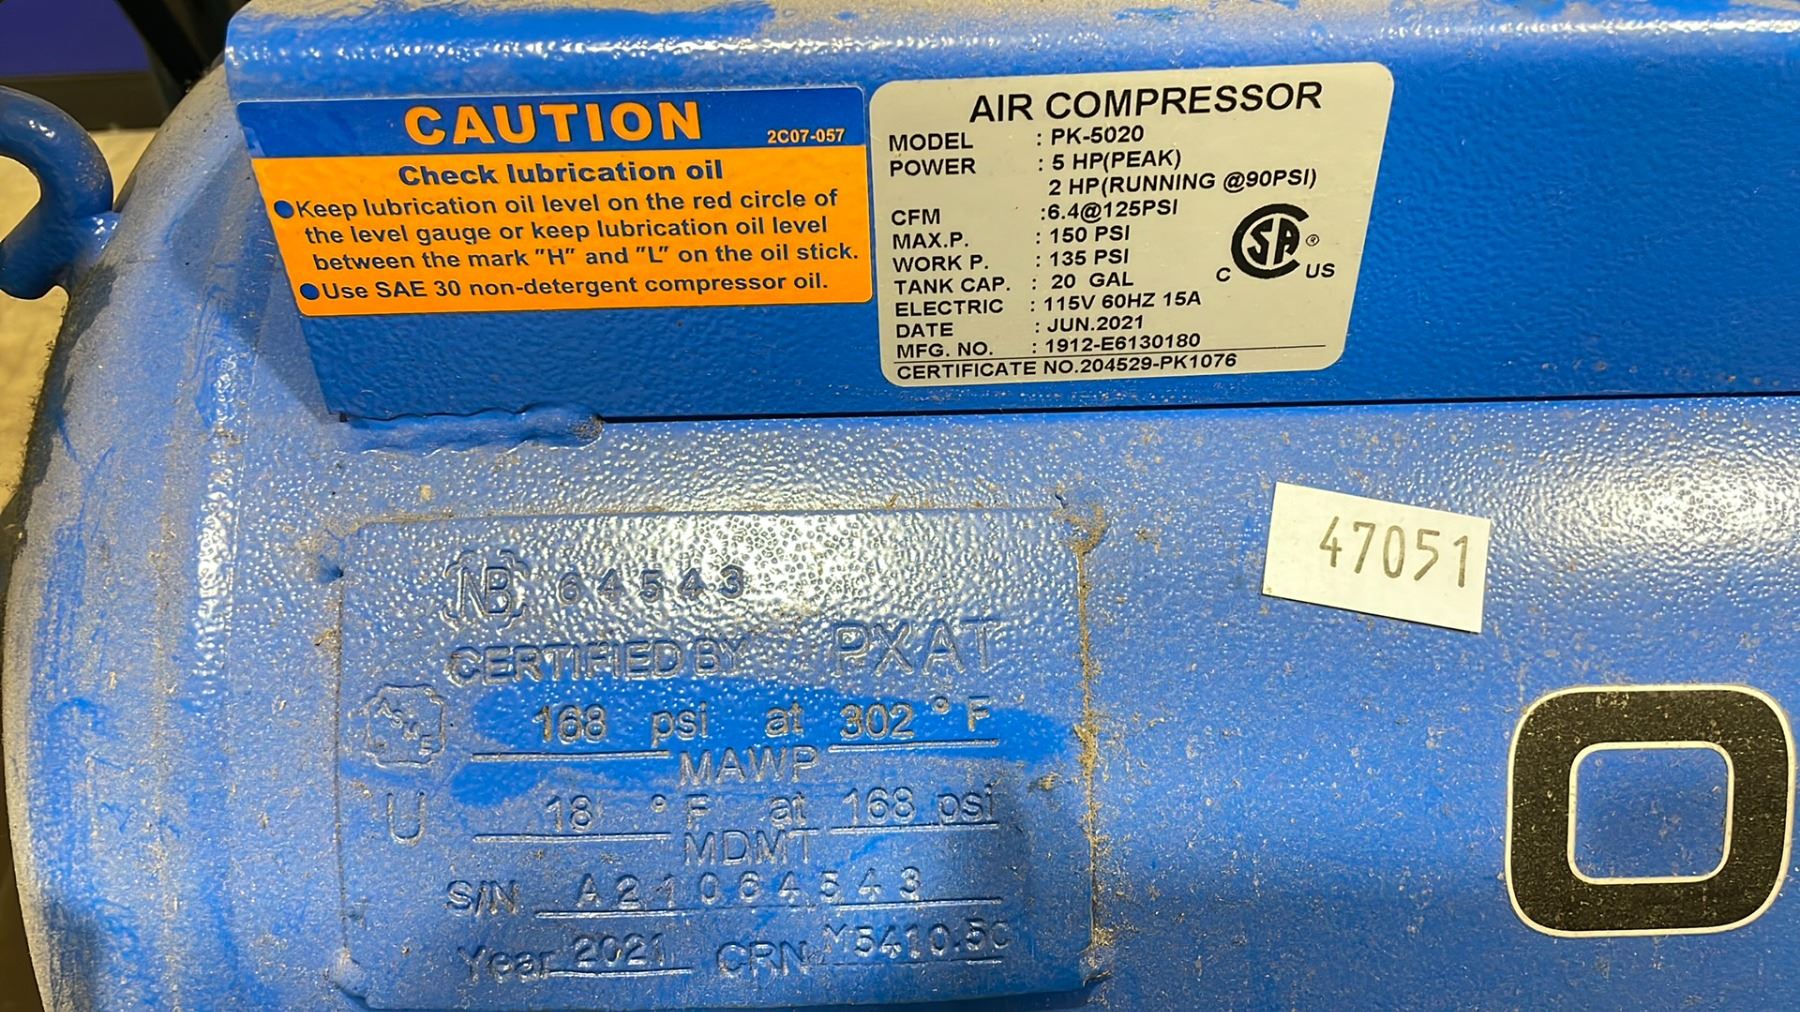 CAUTION
2C07-057
Check lubrication oil
●Keep lubrication oil level on the red circle of
the level gauge or keep lubrication oil level
between the mark "H" and "L" on the oil stick.
●Use SAE 30 non-detergent compressor oil.
AIR COMPRESSOR
MODEL : PK-5020
POWER : 5 HP(PEAK)
2 HP(RUNNING @90PSI)
CFM :6.4@125PSI
MAX.P. : 150 PSI
WORK P. : 135 PSI
TANK CAP. : 20 GAL
ELECTRIC : 115V 60HZ 15A
DATE : JUN.2021
MFG. NO. : 1912-E6130180
CERTIFICATE NO.204529-PK1076
C SA ® US
47051
NB 64543
CERTIFIED BY PXAT
ASME
168 psi at 302 °F
MAWP
U
18 °F at 168 psi
MDMT
S/N A21064543
Year 2021 CRN M5410.5C
O